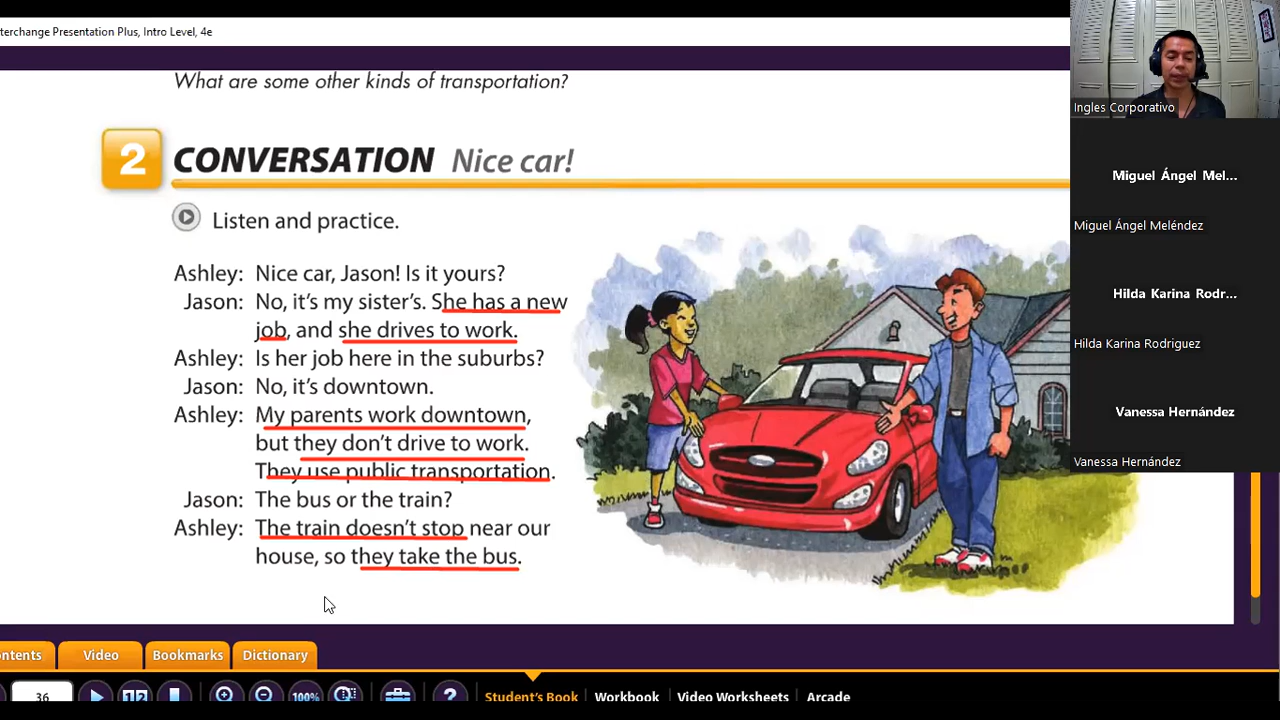 terchange Presentation Plus, Intro Level, 4e
What are some other kinds of transportation?
2 CONVERSATION Nice car!
Listen and practice.
Ashley: Nice car, Jason! Is it yours?
Jason: No, it's my sister's. She has a new
job, and she drives to work.
Ashley: Is her job here in the suburbs?
Jason: No, it's downtown.
Ashley: My parents work downtown,
but they don't drive to work.
They use public transportation.
Jason: The bus or the train?
Ashley: The train doesn't stop near our
house, so they take the bus.
Ingles Corporativo
Miguel Ángel Mel...
Miguel Ángel Meléndez
Hilda Karina Rodr...
Hilda Karina Rodriguez
Vanessa Hernández
Vanessa Hernández
ntents Video Bookmarks Dictionary
36 1 2 100% ? Student's Book Workbook Video Worksheets Arcade